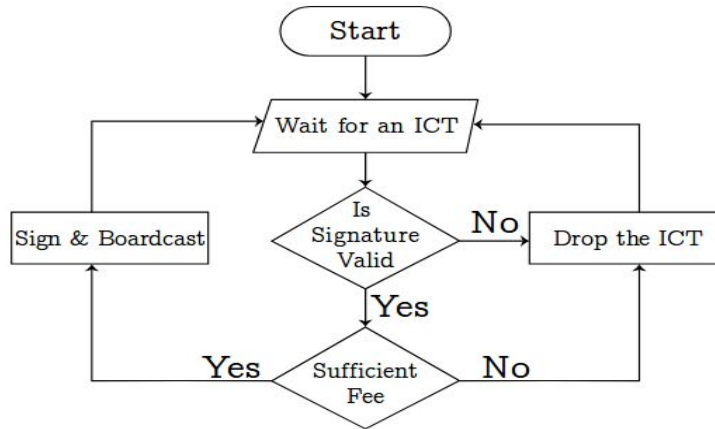 Start
Wait for an ICT
Is
Signature
Valid
No
Sign & Boardcast
Drop the ICT
Yes
Yes
Sufficient
Fee
No